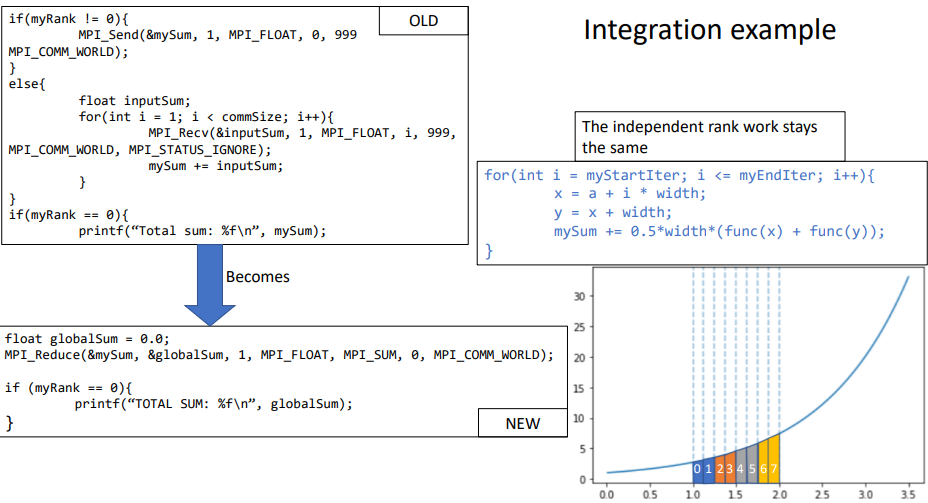 Integration example
OLD
if(myRank != 0){
MPI_Send(&mySum, 1, MPI_FLOAT, 0, 999
MPI_COMM_WORLD);
}
else{
float inputSum;
for(int i = 1; i < commSize; i++){
MPI_Recv(&inputSum, 1, MPI_FLOAT, i, 999,
MPI_COMM_WORLD, MPI_STATUS_IGNORE);
mySum += inputSum;
}
}
if(myRank == 0){
printf(“Total sum: %f\n”, mySum);
Becomes
float globalSum = 0.0;
MPI_Reduce(&mySum, &globalSum, 1, MPI_FLOAT, MPI_SUM, 0, MPI_COMM_WORLD);
if (myRank == 0){
printf(“TOTAL SUM: %f\n”, globalSum);
}
NEW
The independent rank work stays
the same
for(int i = myStartIter; i <= myEndIter; i++){
x = a + i * width;
y = x + width;
mySum += 0.5*width*(func(x) + func(y));
}
30
25
20
15
10
5
0
0 1 2 3 4 5 6 7
0.0 0.5 1.0 1.5 2.0 2.5 3.0 3.5